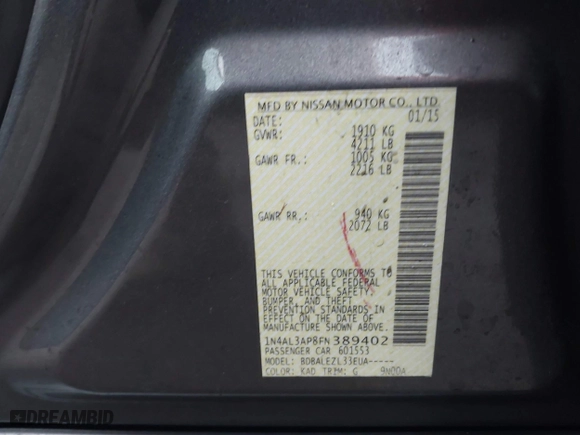 MFD BY NISSAN MOTOR CO., LTD
DATE: 01/15
GVWR: 1910 KG
4211 LB
GAWR FR.: 1005 KG
2216 LB
GAWR RR.: 940 KG
2072 LB
THIS VEHICLE CONFORMS TO
ALL APPLICABLE FEDERAL
MOTOR VEHICLE SAFETY,
BUMPER, AND THEFT
PREVENTION STANDARDS IN
EFFECT ON THE DATE OF
MANUFACTURE SHOWN ABOVE.
1N4AL3AP8FN389402
PASSENGER CAR 601553
MODEL: BDBALEZL33EUA-----
COLOR: KAD TRIM: G
DREAMBID